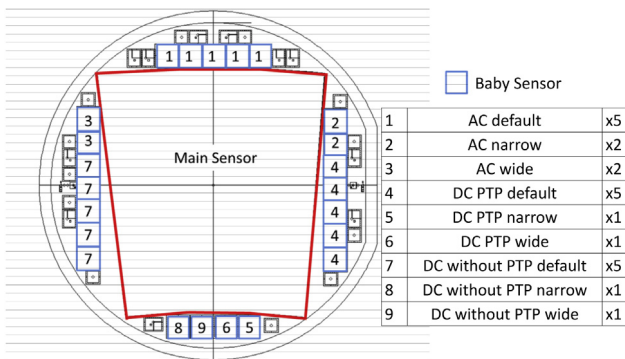 1 1 1 1 1
Baby Sensor
3 2
3 2
Main Sensor
7 4
7 4
7 4
7 4
7 4
8 9 6 5
1 AC default x5
2 AC narrow x2
3 AC wide x2
4 DC PTP default x5
5 DC PTP narrow x1
6 DC PTP wide x1
7 DC without PTP default x5
8 DC without PTP narrow x1
9 DC without PTP wide x1